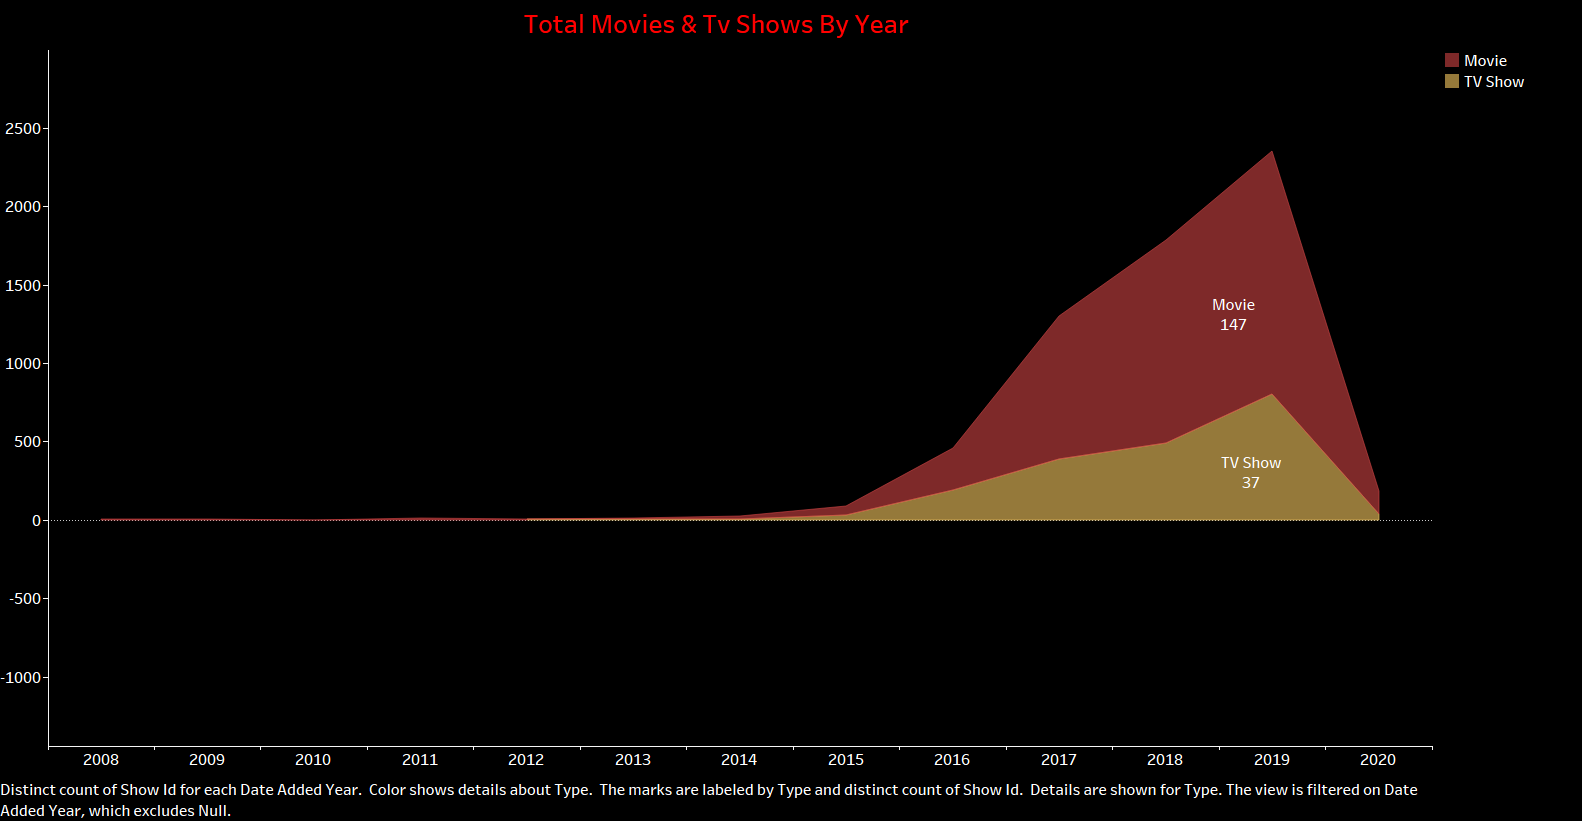 Total Movies & Tv Shows By Year
Movie
TV Show
2500
2000
1500
1000
500
0
-500
-1000
Movie
147
TV Show
37
2008 2009 2010 2011 2012 2013 2014 2015 2016 2017 2018 2019 2020
Distinct count of Show Id for each Date Added Year.  Color shows details about Type.  The marks are labeled by Type and distinct count of Show Id.  Details are shown for Type. The view is filtered on Date
Added Year, which excludes Null.